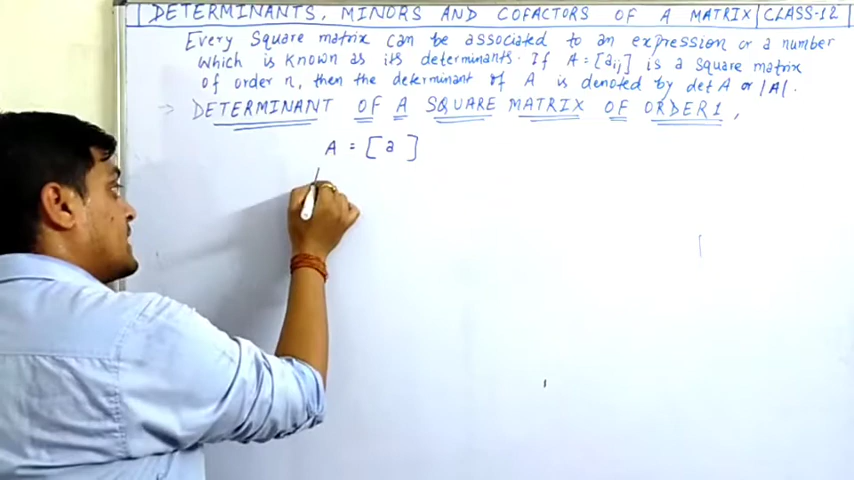 DETERMINANTS, MINORS AND COFACTORS OF A MATRIX | CLASS-12
Every square matrix can be associated to an expression or a number
which is known as its determinants. If A = [aij] is a square matrix
of order n, then the determinant of A is denoted by det A or |A|.
→ DETERMINANT OF A SQUARE MATRIX OF ORDER 1,
A = [a ]